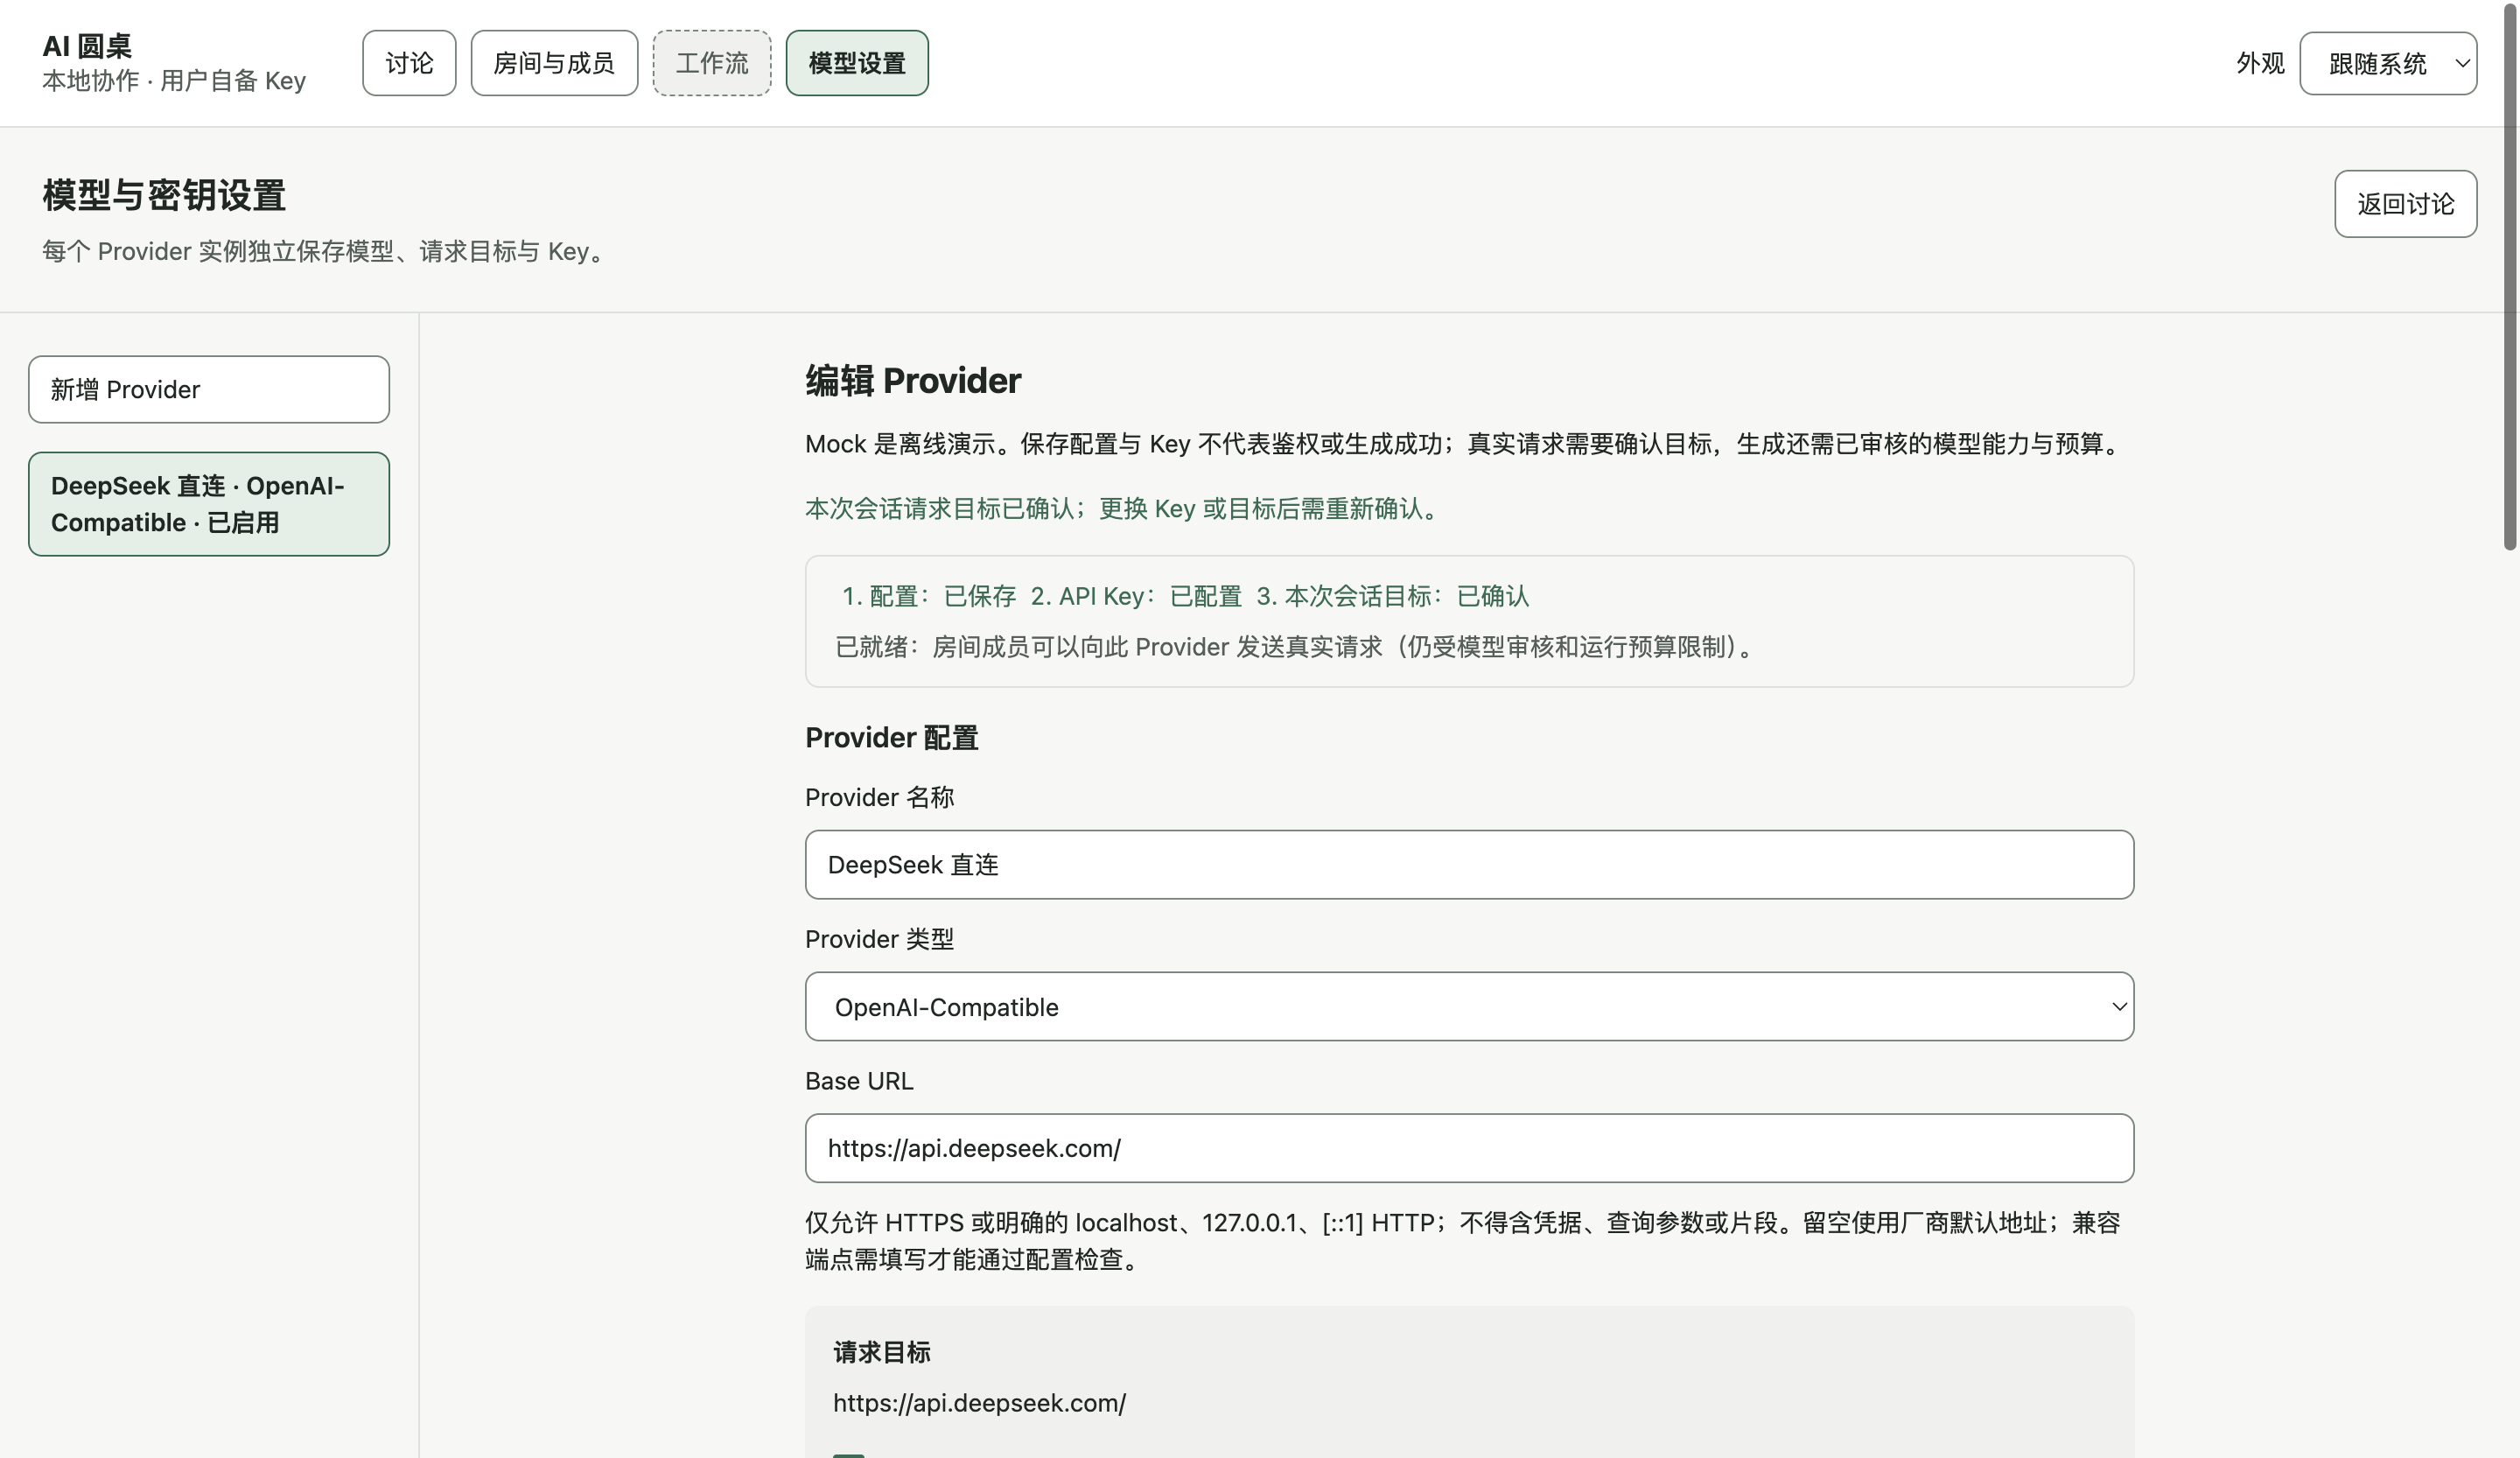 AI 圆桌
本地协作 · 用户自备 Key
讨论
房间与成员
工作流
模型设置
外观
跟随系统
模型与密钥设置
每个 Provider 实例独立保存模型、请求目标与 Key。
返回讨论
新增 Provider
DeepSeek 直连 · OpenAI-
Compatible · 已启用
编辑 Provider
Mock 是离线演示。保存配置与 Key 不代表鉴权或生成成功；真实请求需要确认目标，生成还需已审核的模型能力与预算。
本次会话请求目标已确认；更换 Key 或目标后需重新确认。
1. 配置：已保存 2. API Key：已配置 3. 本次会话目标：已确认
已就绪：房间成员可以向此 Provider 发送真实请求（仍受模型审核和运行预算限制）。
Provider 配置
Provider 名称
DeepSeek 直连
Provider 类型
OpenAI-Compatible
Base URL
https://api.deepseek.com/
仅允许 HTTPS 或明确的 localhost、127.0.0.1、[::1] HTTP；不得含凭据、查询参数或片段。留空使用厂商默认地址；兼容
端点需填写才能通过配置检查。
请求目标
https://api.deepseek.com/